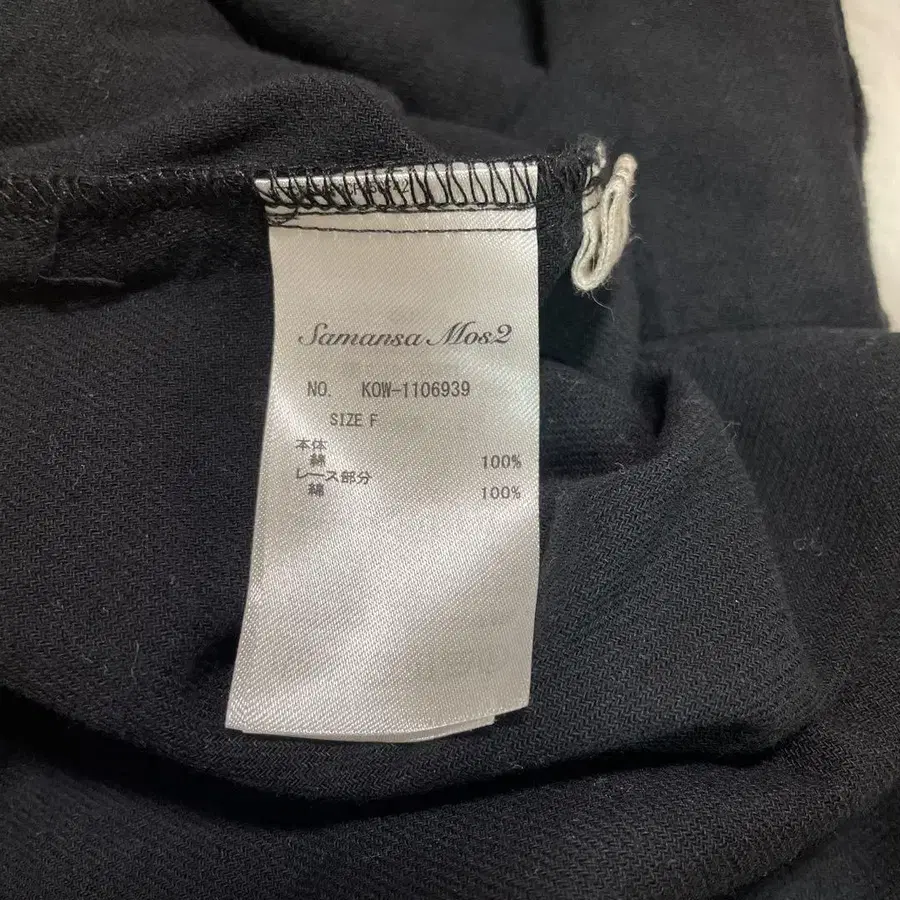 Samansa Mos2
NO. KOW-1106939
SIZE F
本体
綿 100%
レース部分
綿 100%